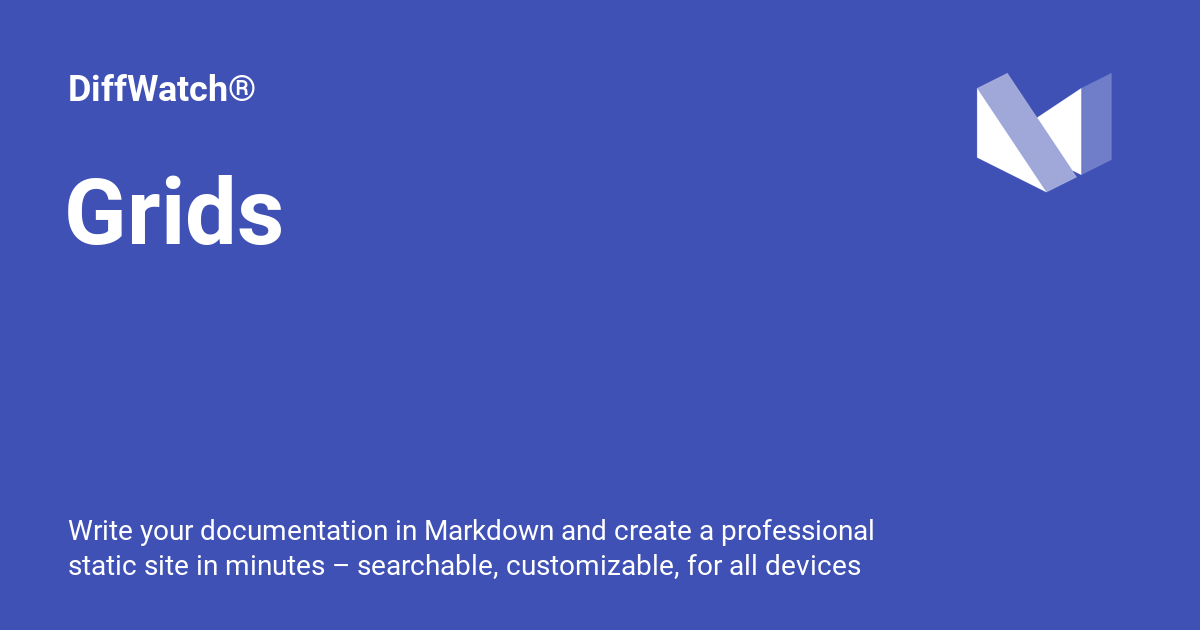 DiffWatch®
Grids
Write your documentation in Markdown and create a professional
static site in minutes – searchable, customizable, for all devices